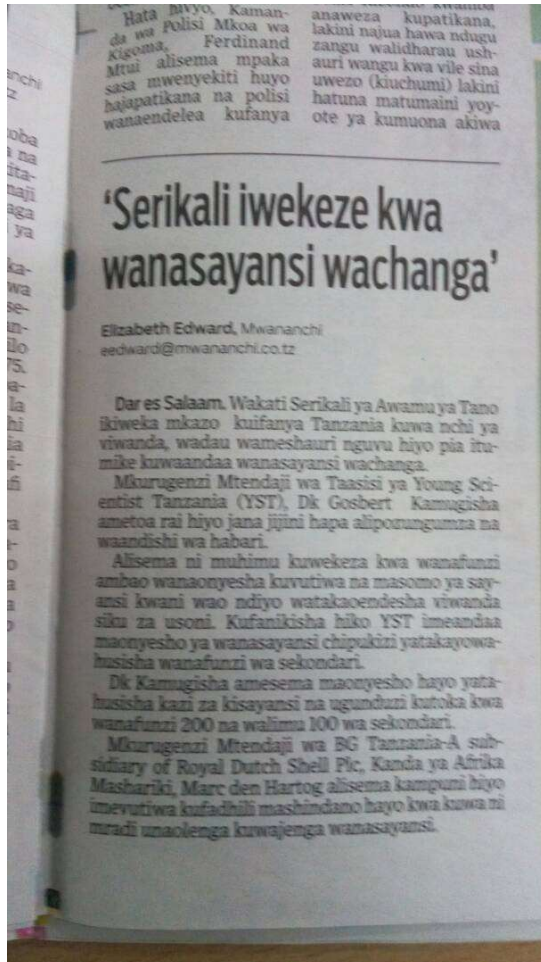 Hata hivyo, Kaman-
da wa Polisi Mkoa wa
Kigoma, Ferdinand
Mtui alisema mpaka
sasa mwenyekiti huyo
hajapatikana na polisi
wanaendelea kufanya
anaweza kupatikana,
lakini najua hawa ndugu
zangu walidharau ush-
auri wangu kwa vile sina
uwezo (kiuchumi) lakini
hatuna matumaini yoy-
ote ya kumuona akiwa
‘Serikali iwekeze kwa
wanasayansi wachanga’
Elizabeth Edward, Mwananchi
eedward@mwananchi.co.tz
Dar es Salaam. Wakati Serikali ya Awamu ya Tano
ikiweka mkazo kuifanya Tanzania kuwa nchi ya
viwanda, wadau wameshauri nguvu hiyo pia itu-
mike kuwaandaa wanasayansi wachanga.
Mkurugenzi Mtendaji wa Taasisi ya Young Sci-
entist Tanzania (YST), Dk Gosbert Kamugisha
ametoa rai hiyo jana jijini hapa alipozungumza na
waandishi wa habari.
Alisema ni muhimu kuwekeza kwa wanafunzi
ambao wanaonyesha kuvutiwa na masomo ya say-
ansi kwani wao ndiyo watakaoendesha viwanda
siku za usoni. Kufanikisha hiko YST imeandaa
maonyesho ya wanasayansi chipukizi yatakayowa-
husisha wanafunzi wa sekondari.
Dk Kamugisha amesema maonyesho hayo yata-
husisha kazi za kisayansi na ugunduzi kutoka kwa
wanafunzi 200 na walimu 100 wa sekondari.
Mkurugenzi Mtendaji wa BG Tanzania-A sub-
sidiary of Royal Dutch Shell Plc, Kanda ya Afrika
Mashariki, Marc den Hartog alisema kampuni hiyo
imevutiwa kufadhili mashindano hayo kwa kuwa ni
mradi unaolenga kuwajenga wanasayansi.